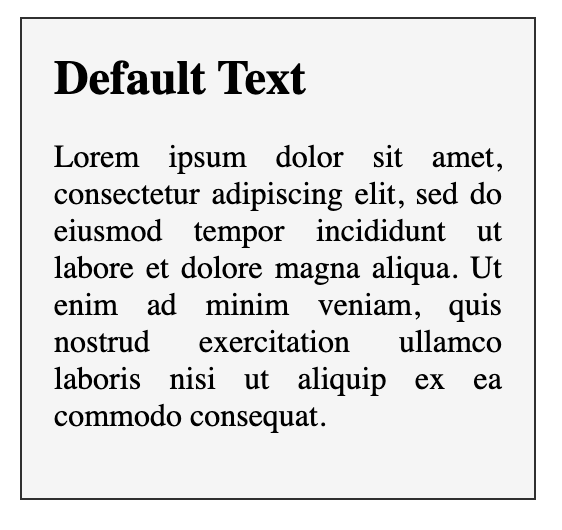 Default Text
Lorem ipsum dolor sit amet,
consectetur adipiscing elit, sed do
eiusmod tempor incididunt ut
labore et dolore magna aliqua. Ut
enim ad minim veniam, quis
nostrud exercitation ullamco
laboris nisi ut aliquip ex ea
commodo consequat.